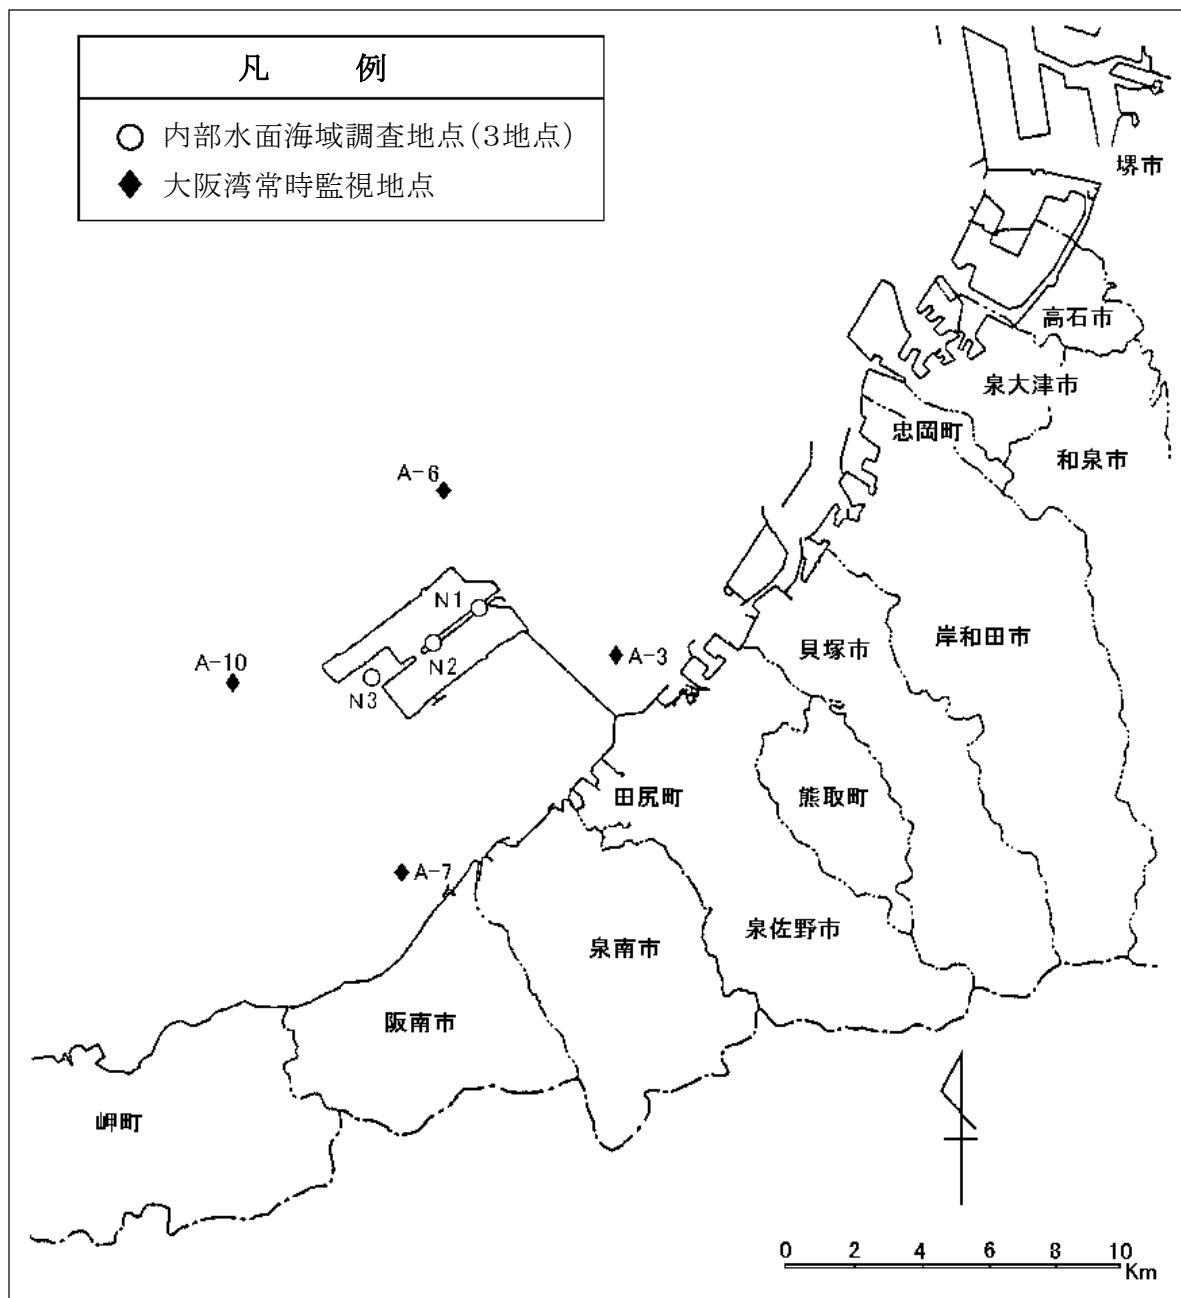 凡　例
内部水面海域調査地点(3地点)
大阪湾常時監視地点
堺市
高石市
泉大津市
忠岡町
和泉市
A-6
N1
岸和田市
貝塚市
A-3
N2
A-10
N3
田尻町
熊取町
A-7
泉佐野市
泉南市
阪南市
岬町
0 2 4 6 8 10
Km